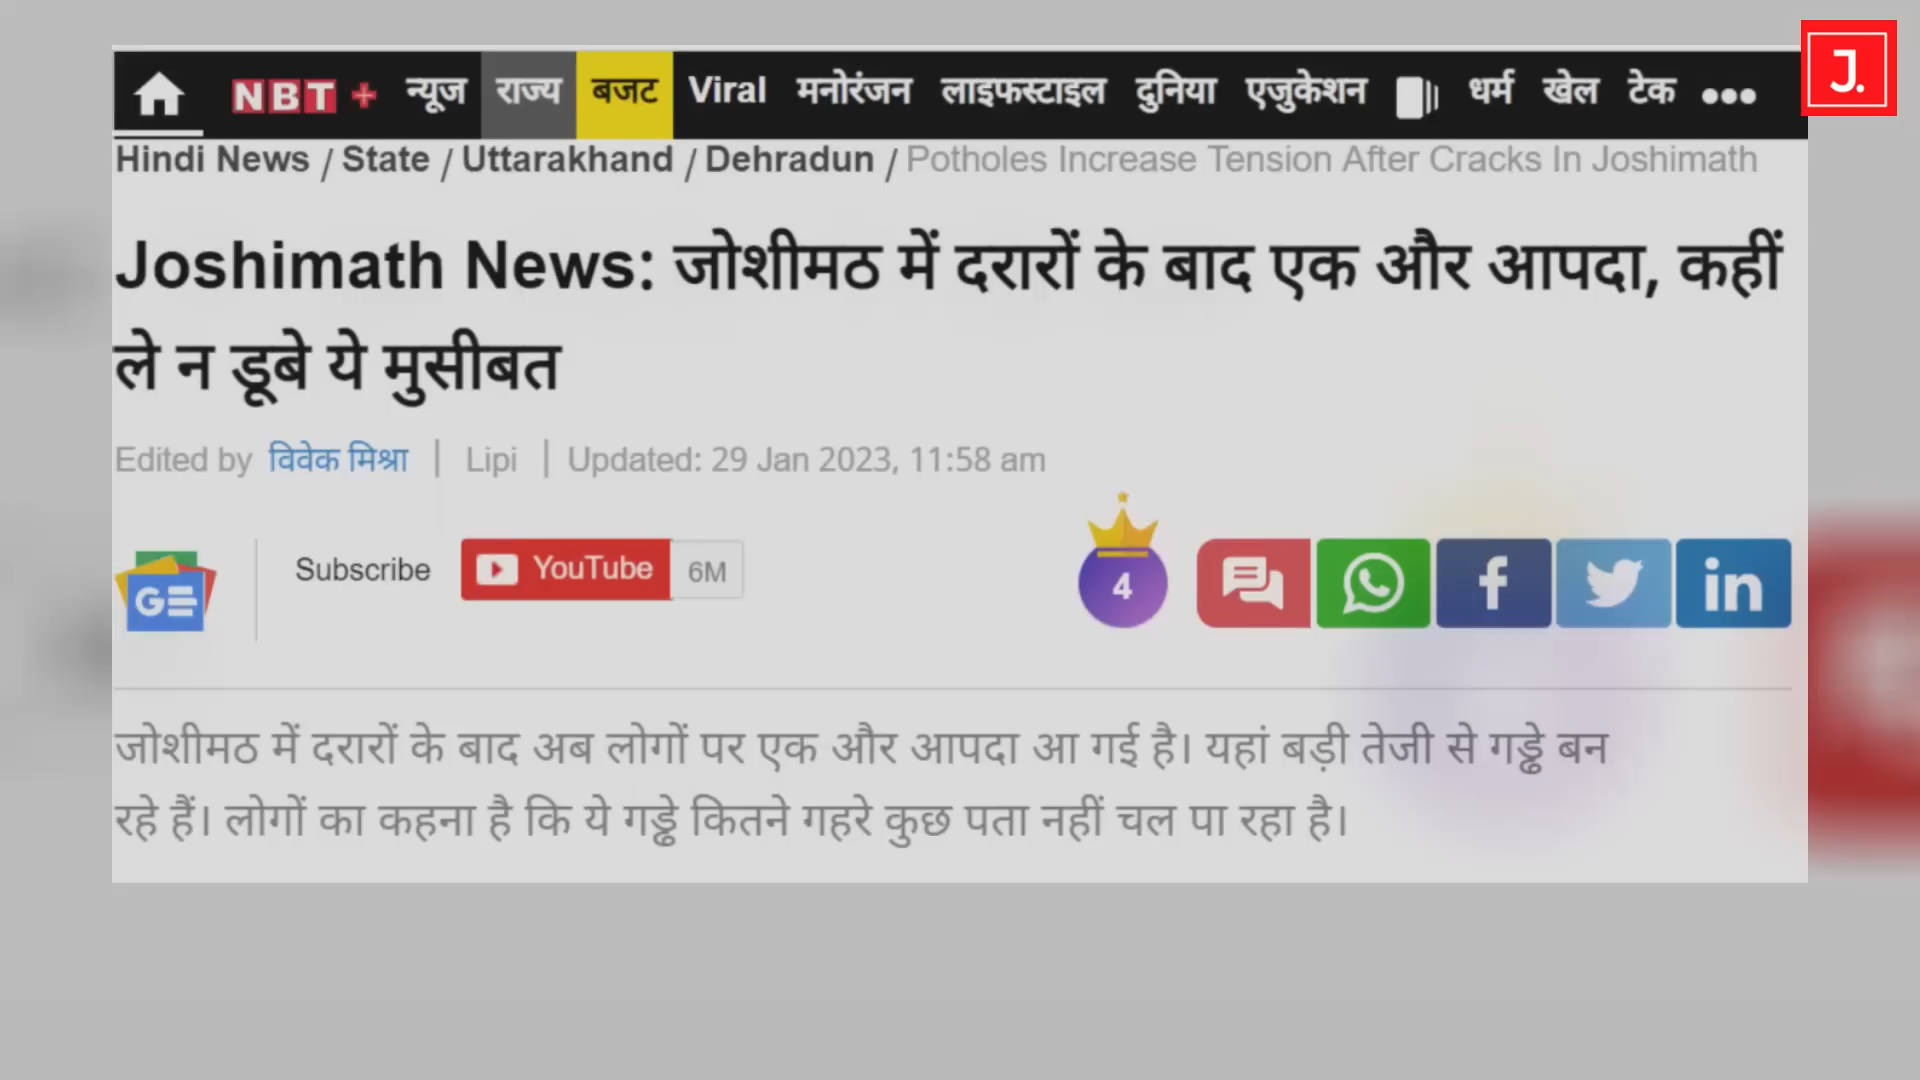 NBT + न्यूज राज्य बजट Viral मनोरंजन लाइफस्टाइल दुनिया एजुकेशन धर्म खेल टेक
J.
Hindi News / State / Uttarakhand / Dehradun / Potholes Increase Tension After Cracks In Joshimath
Joshimath News: जोशीमठ में दरारों के बाद एक और आपदा, कहीं
ले न डूबे ये मुसीबत
Edited by विवेक मिश्रा | Lipi | Updated: 29 Jan 2023, 11:58 am
GE Subscribe YouTube 6M 4 f in
जोशीमठ में दरारों के बाद अब लोगों पर एक और आपदा आ गई है। यहां बड़ी तेजी से गड्ढे बन
रहे हैं। लोगों का कहना है कि ये गड्ढे कितने गहरे कुछ पता नहीं चल पा रहा है।